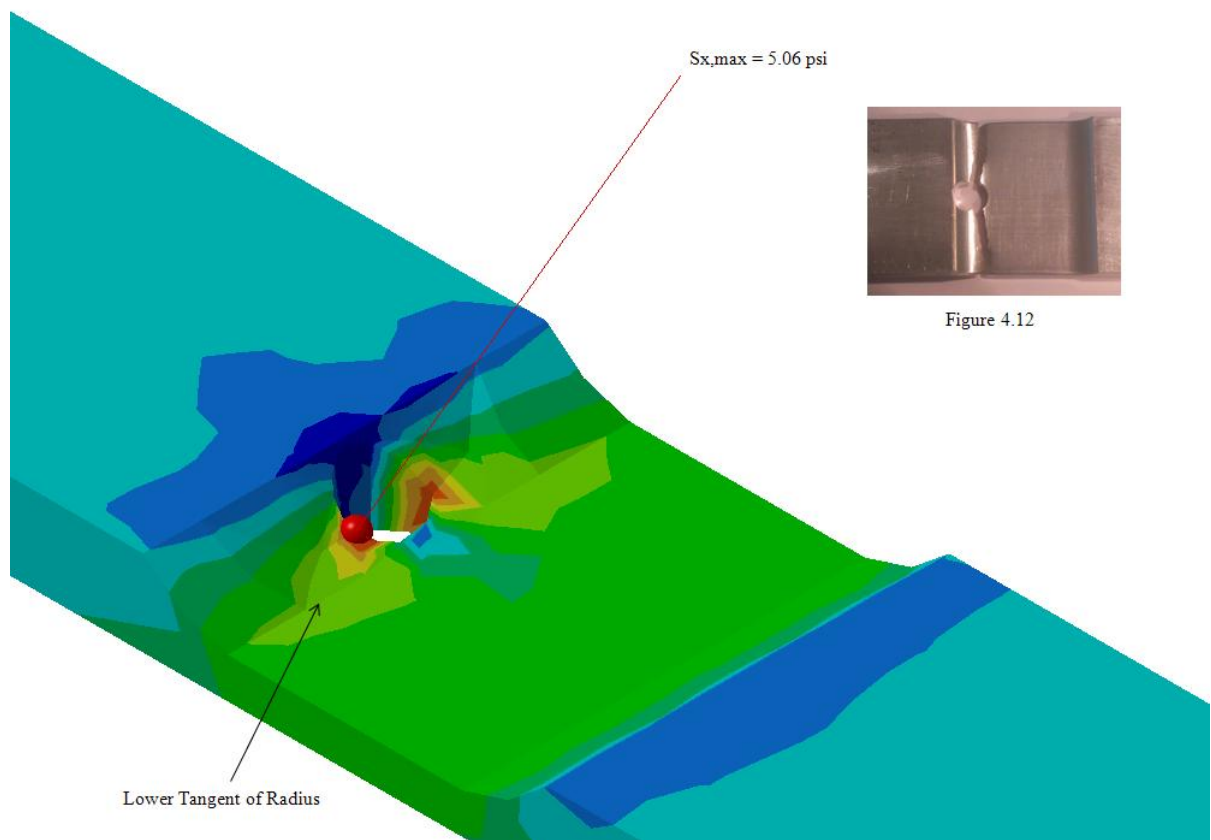 Sx,max = 5.06 psi
Figure 4.12
Lower Tangent of Radius